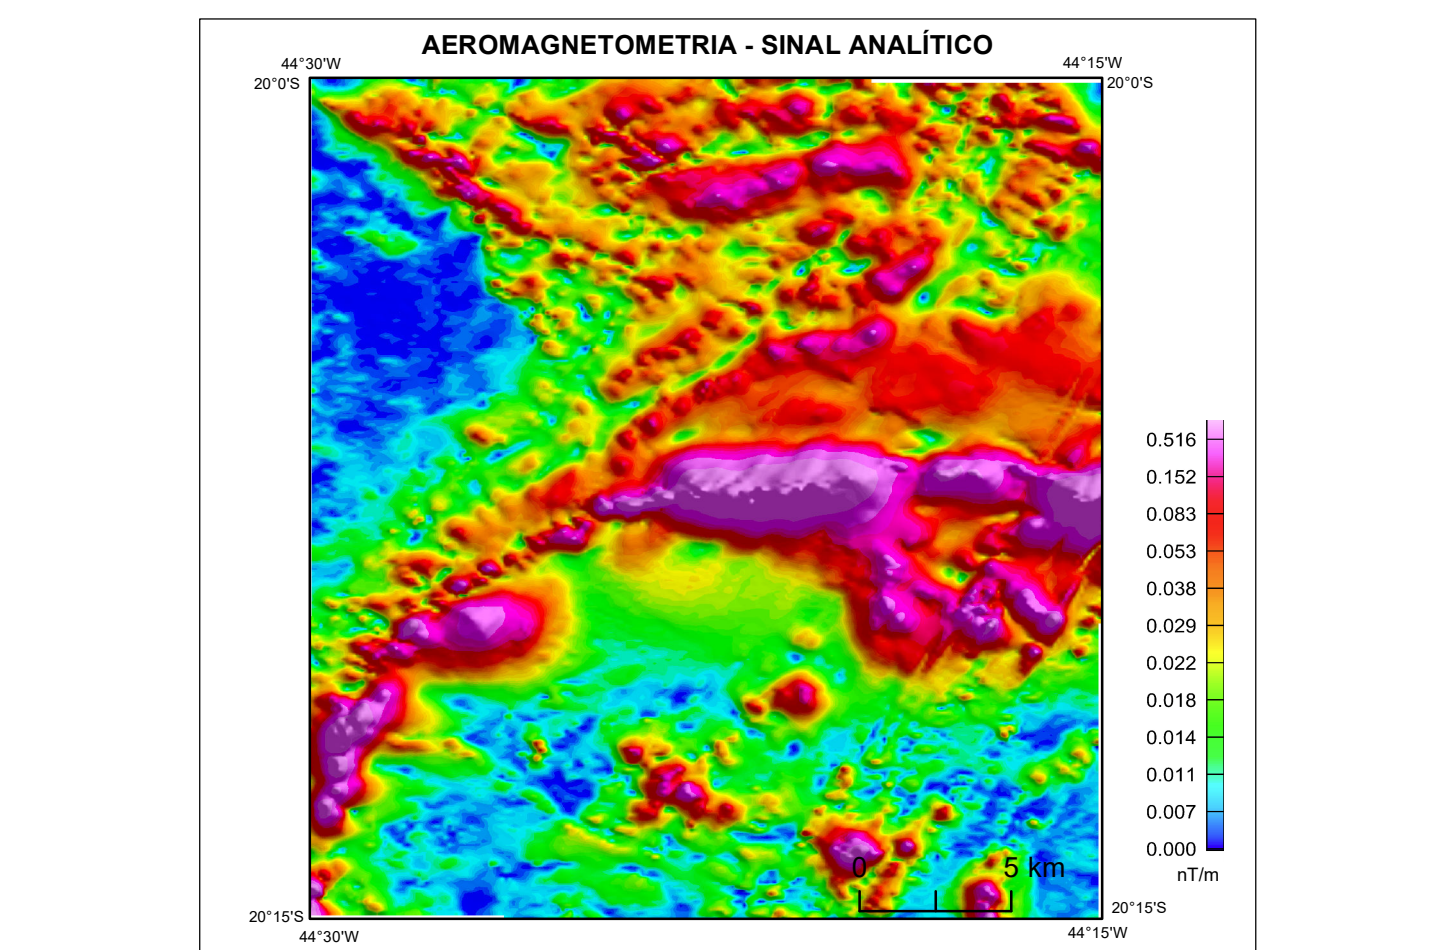 AEROMAGNETOMETRIA - SINAL ANALÍTICO
44°30'W
44°15'W
20°0'S
20°0'S
0.516
0.152
0.083
0.053
0.038
0.029
0.022
0.018
0.014
0.011
0.007
0.000
nT/m
0 5 km
20°15'S
20°15'S
44°30'W
44°15'W